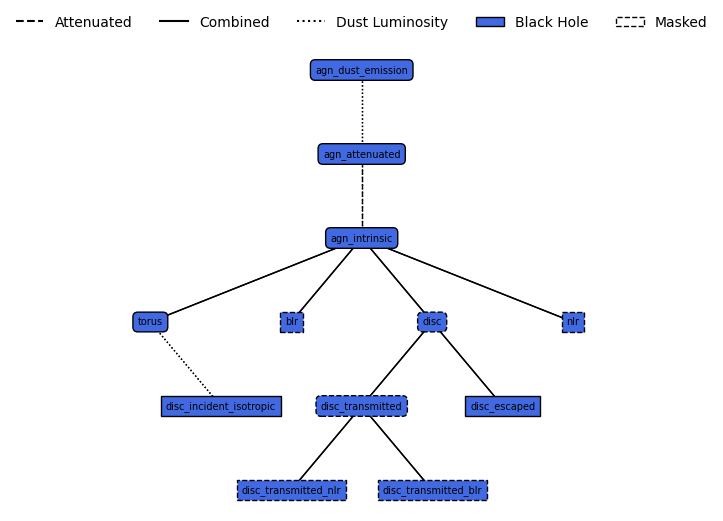 Attenuated Combined Dust Luminosity Black Hole Masked
agn_dust_emission
agn_attenuated
agn_intrinsic
torus blr disc nlr
disc_incident_isotropic disc_transmitted disc_escaped
disc_transmitted_nlr disc_transmitted_blr